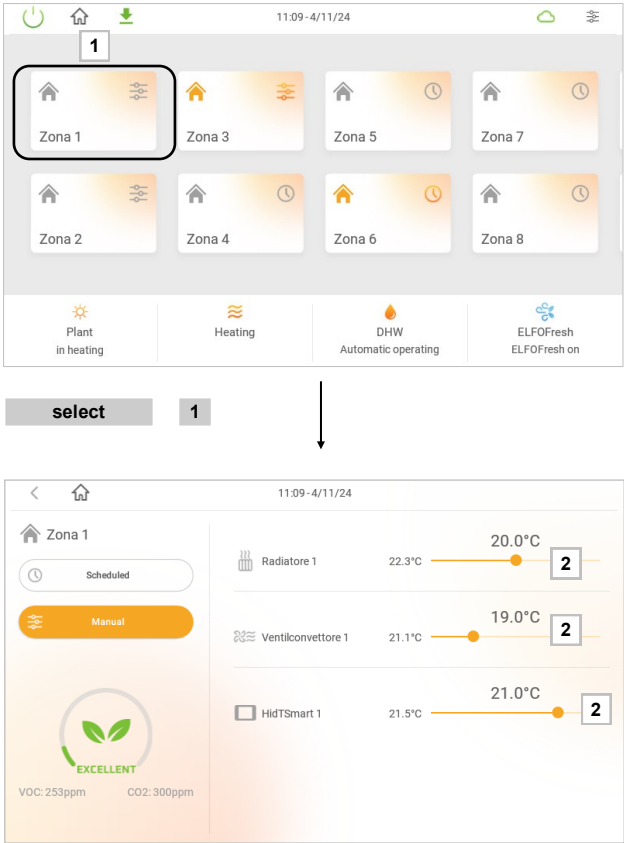 11:09-4/11/24
1
Zona 1
Zona 3
Zona 5
Zona 7
Zona 2
Zona 4
Zona 6
Zona 8
Plant
in heating
Heating
DHW
Automatic operating
ELFOFresh
ELFOFresh on
select 1
11:09-4/11/24
Zona 1
Scheduled
Manual
EXCELLENT
VOC: 253ppm CO2: 300ppm
Radiatore 1 22.3°C 20.0°C 2
Ventilconvettore 1 21.1°C 19.0°C 2
HidTSmart 1 21.5°C 21.0°C 2